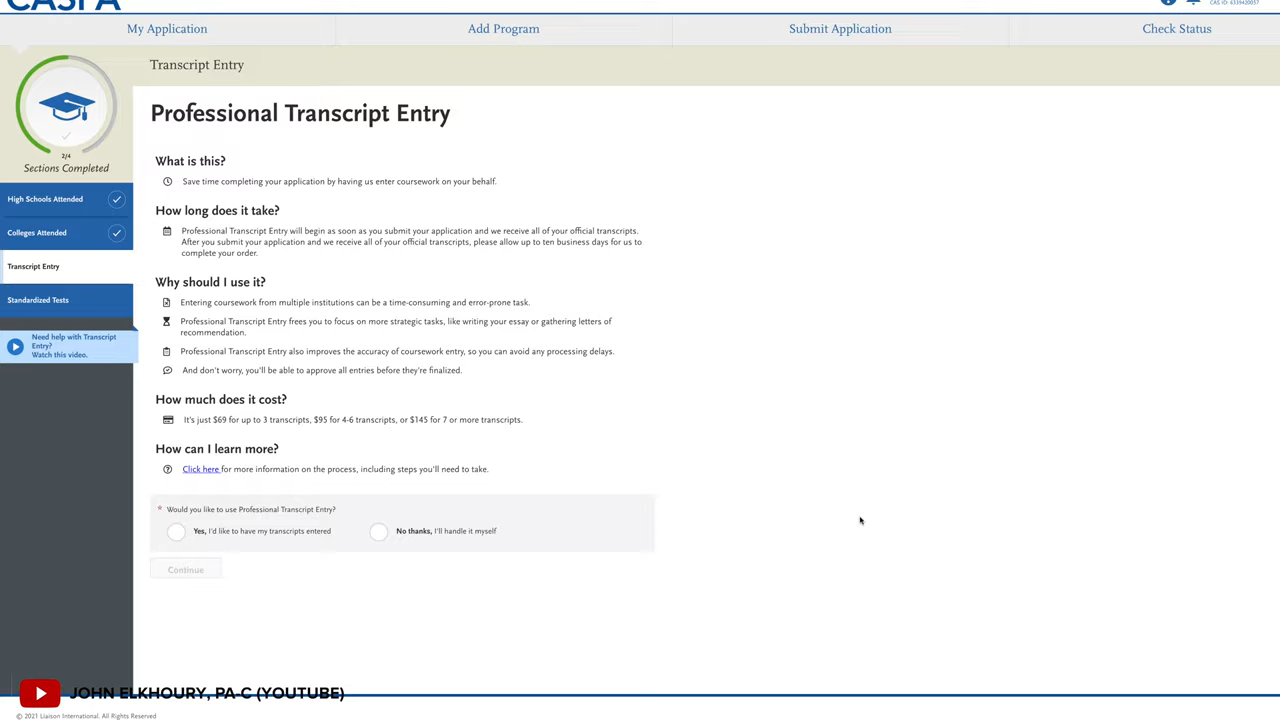 CASPA
CAS ID: 6339420057
My Application
Add Program
Submit Application
Check Status
Transcript Entry
2/4
Sections Completed
High Schools Attended
Colleges Attended
Transcript Entry
Standardized Tests
Need help with Transcript
Entry?
Watch this video.
Professional Transcript Entry
What is this?
Save time completing your application by having us enter coursework on your behalf.
How long does it take?
Professional Transcript Entry will begin as soon as you submit your application and we receive all of your official transcripts.
After you submit your application and we receive all of your official transcripts, please allow up to ten business days for us to
complete your order.
Why should I use it?
Entering coursework from multiple institutions can be a time-consuming and error-prone task.
Professional Transcript Entry frees you to focus on more strategic tasks, like writing your essay or gathering letters of
recommendation.
Professional Transcript Entry also improves the accuracy of coursework entry, so you can avoid any processing delays.
And don't worry, you'll be able to approve all entries before they're finalized.
How much does it cost?
It's just $69 for up to 3 transcripts, $95 for 4-6 transcripts, or $145 for 7 or more transcripts.
How can I learn more?
Click here for more information on the process, including steps you'll need to take.
* Would you like to use Professional Transcript Entry?
Yes, I'd like to have my transcripts entered
No thanks, I'll handle it myself
Continue
JOHN ELKHOURY, PA-C (YOUTUBE)
© 2021 Liaison International. All Rights Reserved